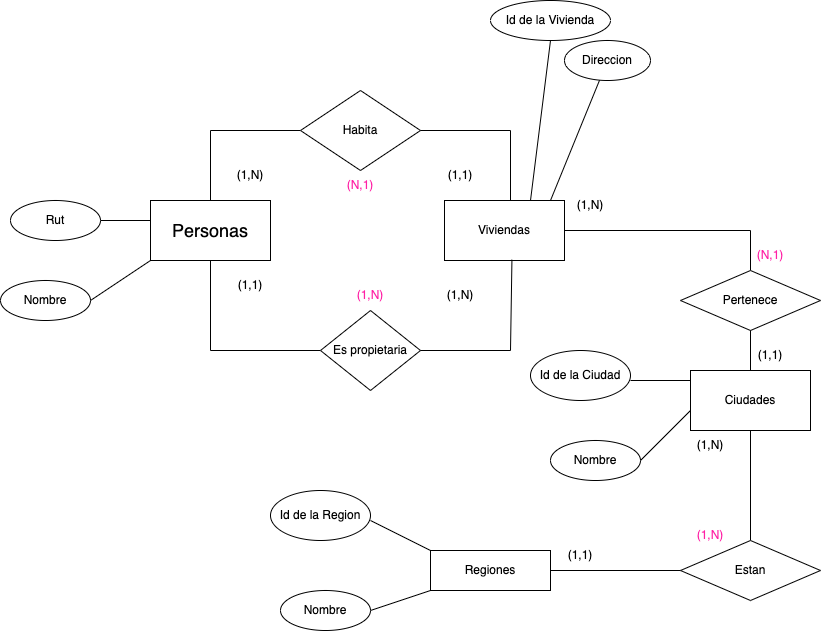 Id de la Vivienda
Direccion
Habita
(1,N)
(N,1)
(1,1)
Rut
Personas
Viviendas
(1,N)
(N,1)
Nombre
(1,1)
(1,N)
(1,N)
Pertenece
Es propietaria
(1,1)
Id de la Ciudad
Ciudades
(1,N)
Nombre
Id de la Region
(1,N)
(1,1)
Regiones
Estan
Nombre